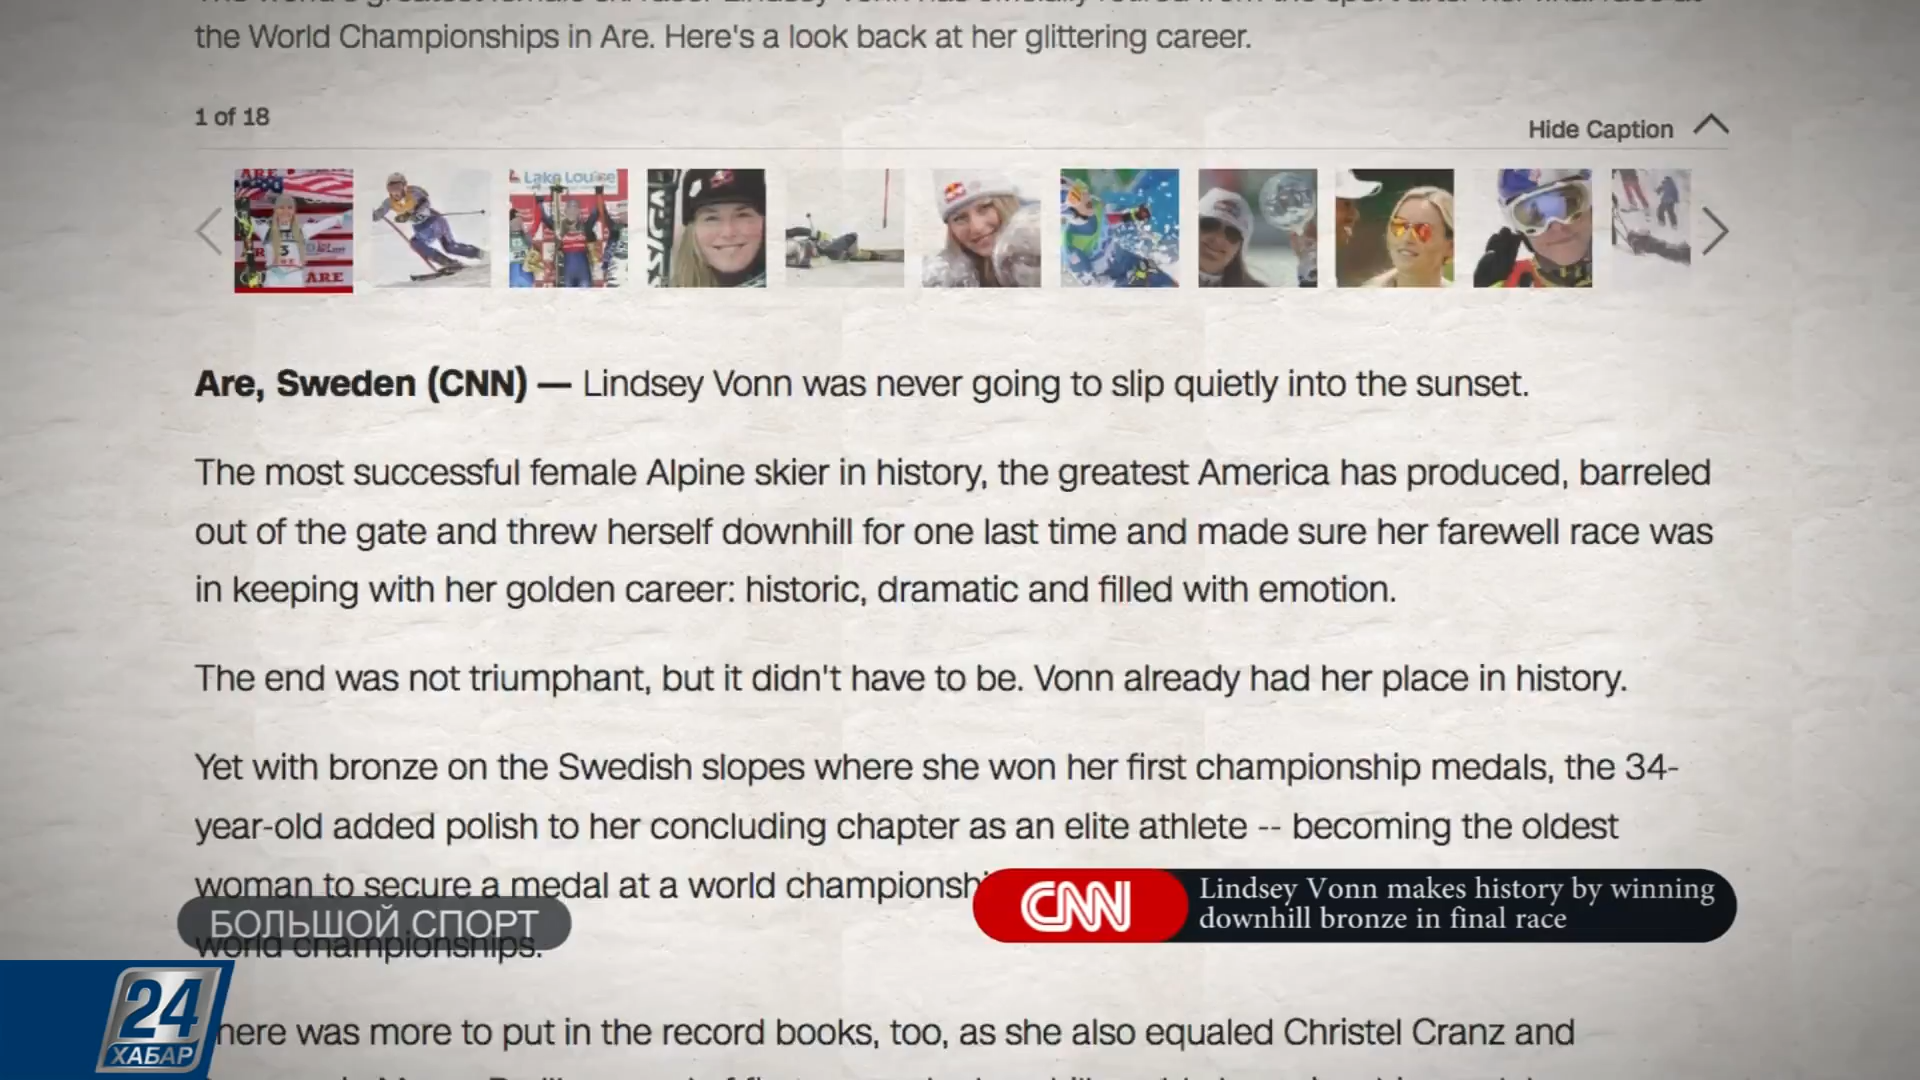 the World Championships in Are. Here's a look back at her glittering career.
1 of 18
Hide Caption
ARE
Lake Louise
ARE
Are, Sweden (CNN) — Lindsey Vonn was never going to slip quietly into the sunset.
The most successful female Alpine skier in history, the greatest America has produced, barreled
out of the gate and threw herself downhill for one last time and made sure her farewell race was
in keeping with her golden career: historic, dramatic and filled with emotion.
The end was not triumphant, but it didn't have to be. Vonn already had her place in history.
Yet with bronze on the Swedish slopes where she won her first championship medals, the 34-
year-old added polish to her concluding chapter as an elite athlete -- becoming the oldest
woman to secure a medal at a world championshi
CNN
Lindsey Vonn makes history by winning
downhill bronze in final race
БОЛЬШОЙ СПОРТ
world championships.
24
ХАБАР
here was more to put in the record books, too, as she also equaled Christel Cranz and